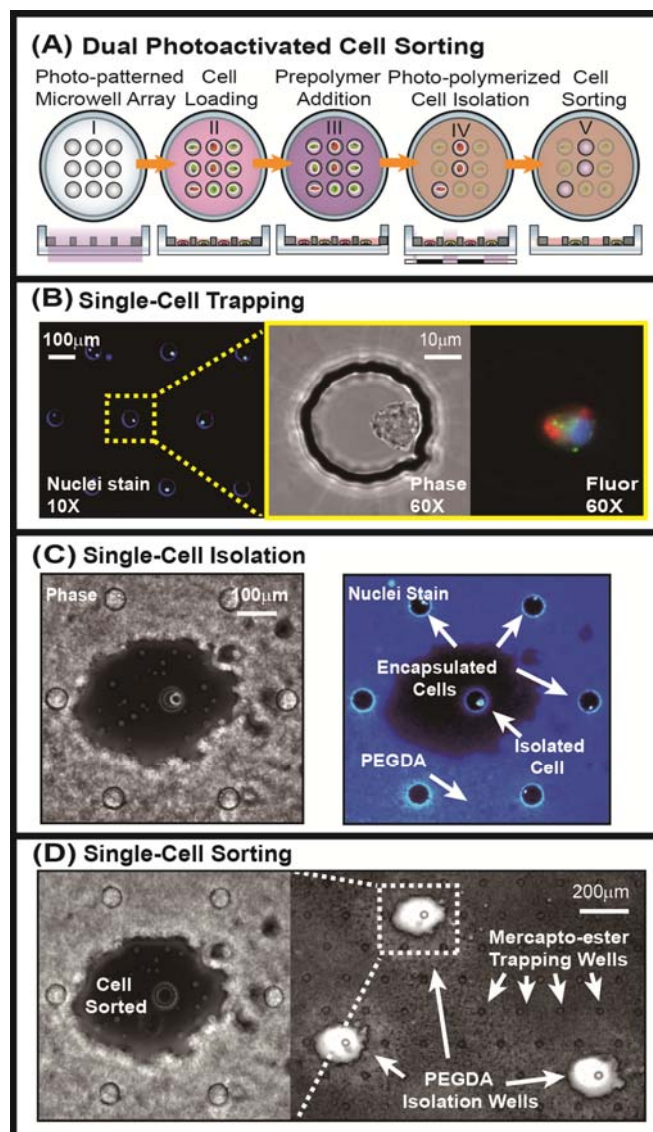 (A) Dual Photoactivated Cell Sorting
Photo-patterned
Microwell Array
Cell
Loading
Prepolymer
Addition
Photo-polymerized
Cell Isolation
Cell
Sorting
I
II
III
IV
V
(B) Single-Cell Trapping
100μm
Nuclei stain
10X
10μm
Phase
60X
Fluor
60X
(C) Single-Cell Isolation
Phase
100μm
Nuclei Stain
Encapsulated
Cells
Isolated
Cell
PEGDA
(D) Single-Cell Sorting
Cell
Sorted
200μm
Mercapto-ester
Trapping Wells
PEGDA
Isolation Wells